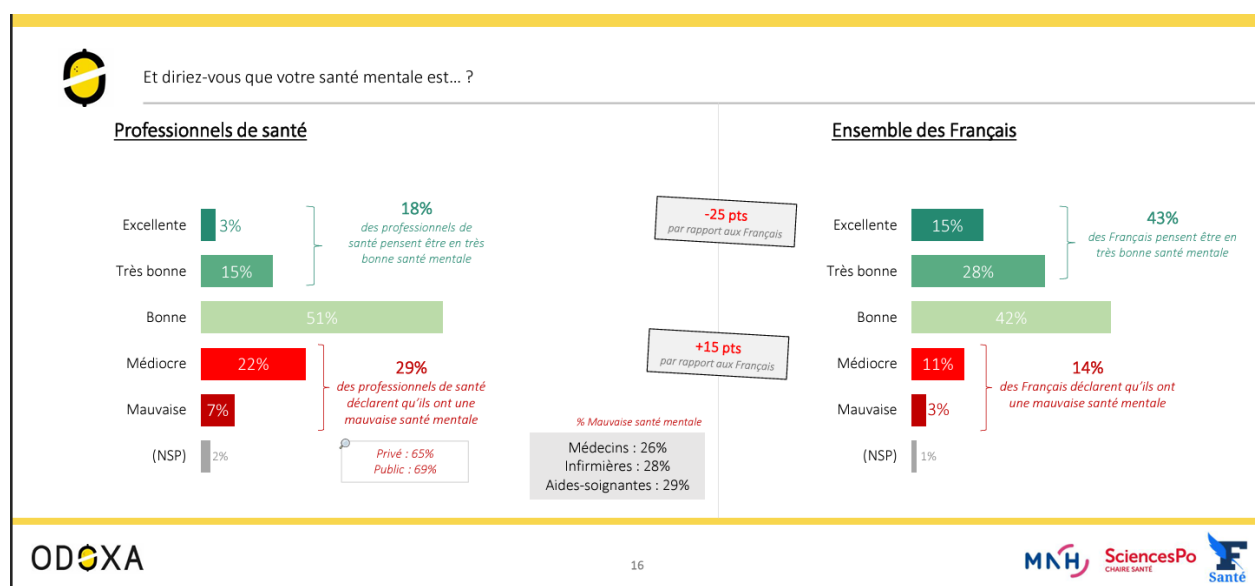 Et diriez-vous que votre santé mentale est… ?
Professionnels de santé
Excellente
3%
Très bonne
15%
Bonne
51%
Médiocre
22%
Mauvaise
7%
(NSP)
2%
18%
des professionnels de
santé pensent être en très
bonne santé mentale
29%
des professionnels de santé
déclarent qu'ils ont une
mauvaise santé mentale
Privé : 65%
Public : 69%
-25 pts
par rapport aux Français
+15 pts
par rapport aux Français
% Mauvaise santé mentale
Médecins : 26%
Infirmières : 28%
Aides-soignantes : 29%
Ensemble des Français
Excellente
15%
Très bonne
28%
Bonne
42%
Médiocre
11%
Mauvaise
3%
(NSP)
1%
43%
des Français pensent être en
très bonne santé mentale
14%
des Français déclarent qu'ils ont
une mauvaise santé mentale
ODOXA
16
MNH
SciencesPo
CHAIRE SANTÉ
F
Santé